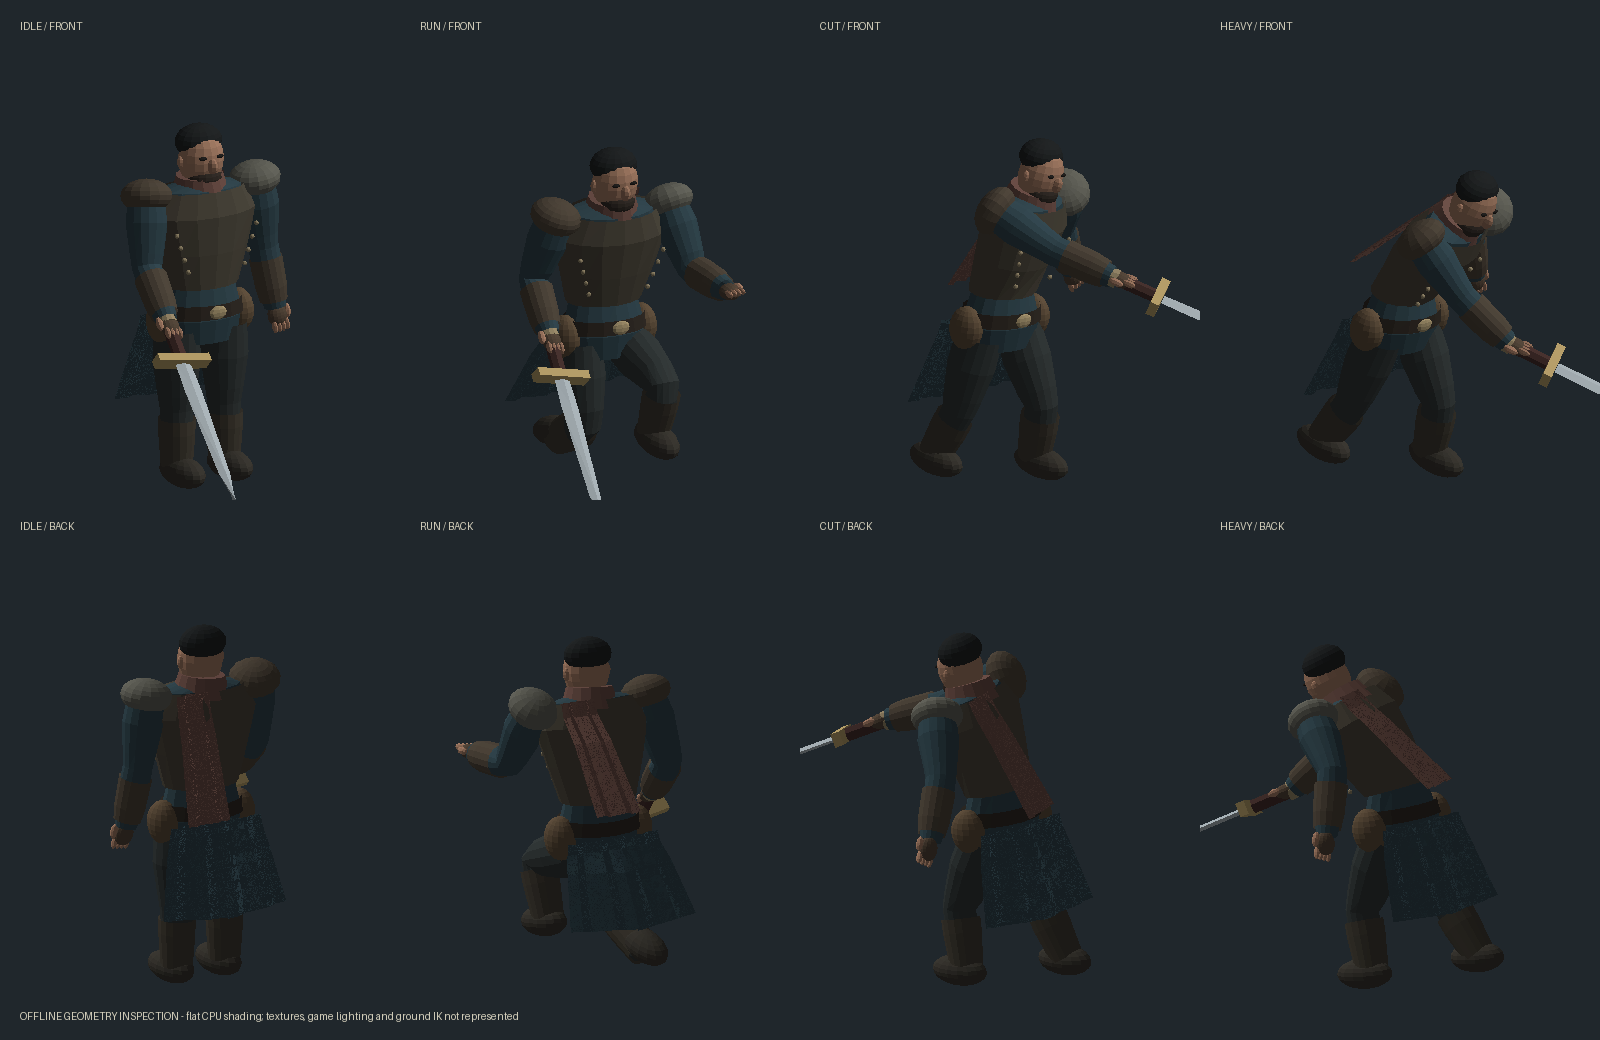 IDLE / FRONT
RUN / FRONT
CUT / FRONT
HEAVY / FRONT
IDLE / BACK
RUN / BACK
CUT / BACK
HEAVY / BACK
OFFLINE GEOMETRY INSPECTION - flat CPU shading; textures, game lighting and ground IK not represented